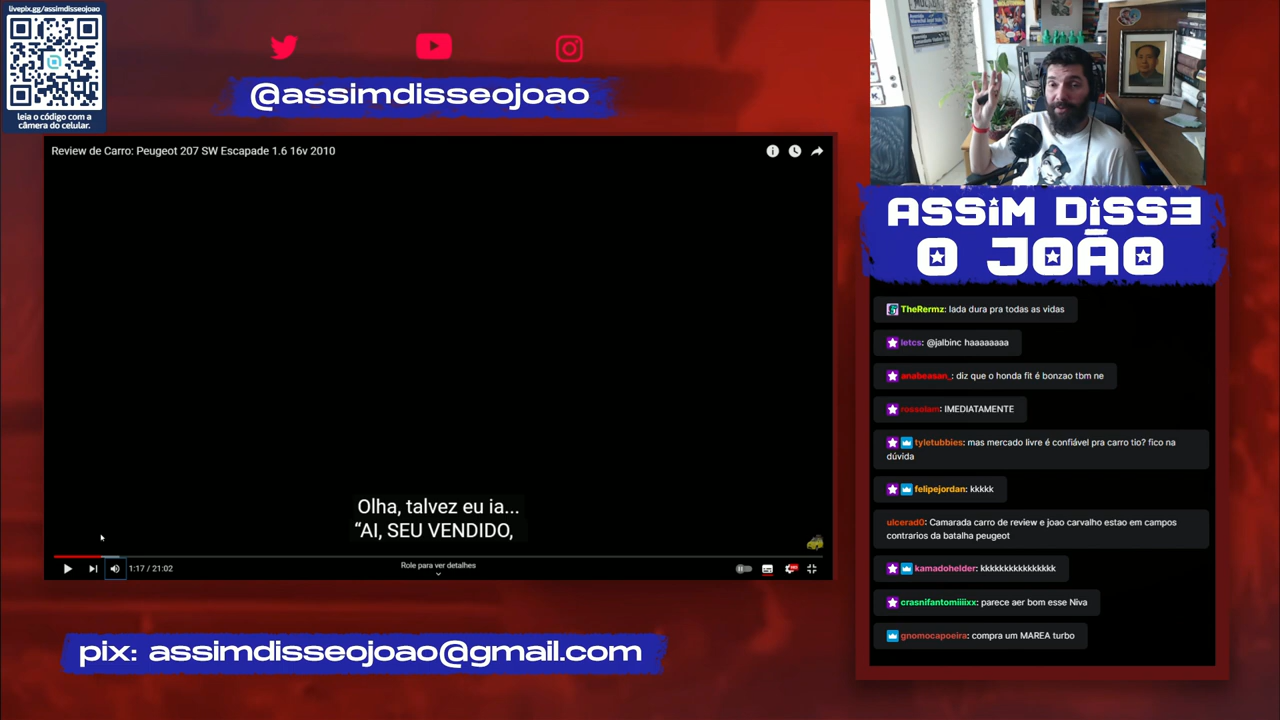 livepix.gg/assimdisseojoao
leia o código com a
câmera do celular.
@assimdisseojoao
Review de Carro: Peugeot 207 SW Escapade 1.6 16v 2010
Olha, talvez eu ia...
“AI, SEU VENDIDO,
1:17 / 21:02
Role para ver detalhes
pix: assimdisseojoao@gmail.com
ASSIM DISSE
O JOÃO
TheRermz: lada dura pra todas as vidas
letcs: @jalbinc haaaaaaaa
anabeasan_: diz que o honda fit é bonzao tbm ne
rossalam: IMEDIATAMENTE
tyletubbies: mas mercado livre é confiável pra carro tio? fico na
dúvida
felipejordan: kkkkk
ulcerad0: Camarada carro de review e joao carvalho estao em campos
contrarios da batalha peugeot
kamadohelder: kkkkkkkkkkkkkkkk
crasnifantomiiiixx: parece aer bom esse Niva
gnomocapoeira: compra um MAREA turbo